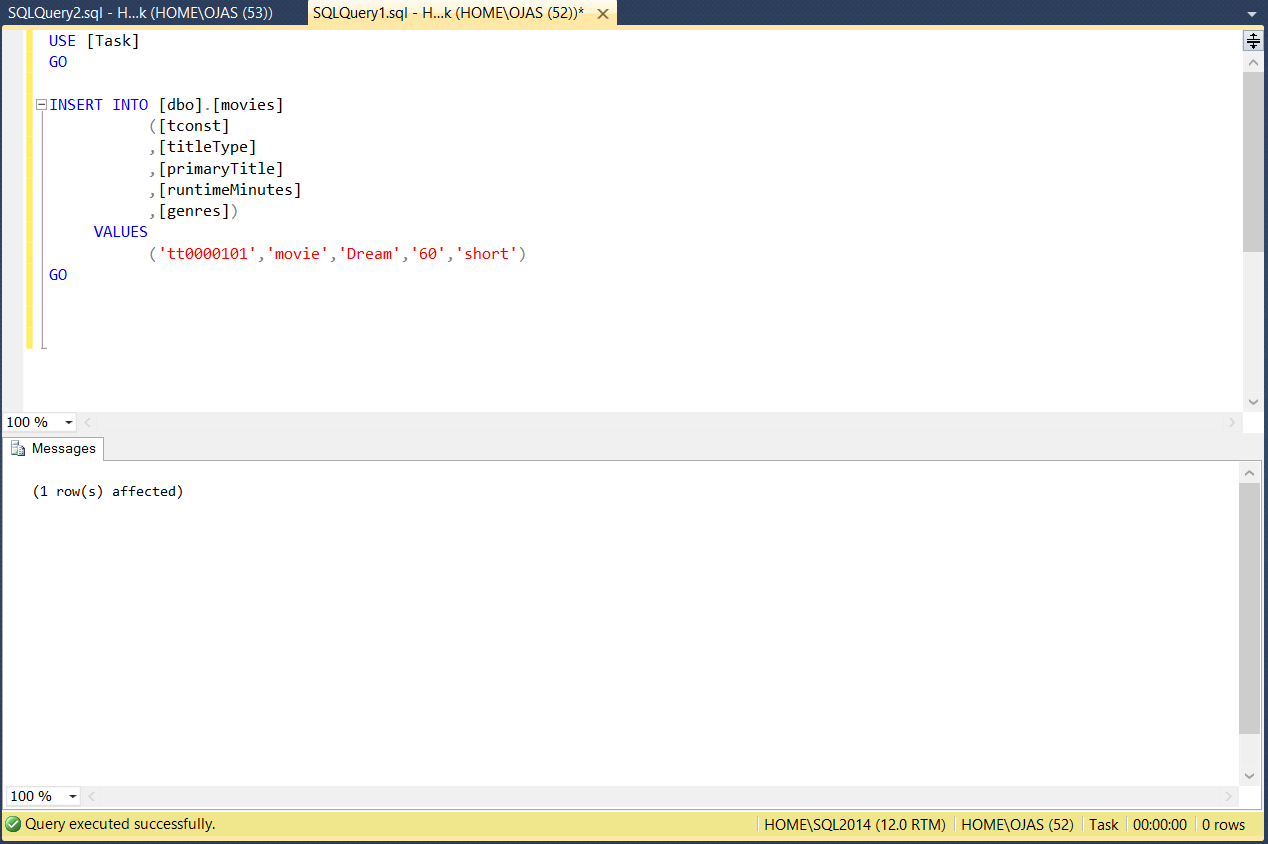 SQLQuery2.sql - H...k (HOME\OJAS (53)) SQLQuery1.sql - H...k (HOME\OJAS (52))*
USE [Task]
GO
INSERT INTO [dbo].[movies]
([tconst]
,[titleType]
,[primaryTitle]
,[runtimeMinutes]
,[genres])
VALUES
('tt0000101','movie','Dream','60','short')
GO
100 %
Messages
(1 row(s) affected)
100 %
Query executed successfully. HOME\SQL2014 (12.0 RTM) HOME\OJAS (52) Task 00:00:00 0 rows